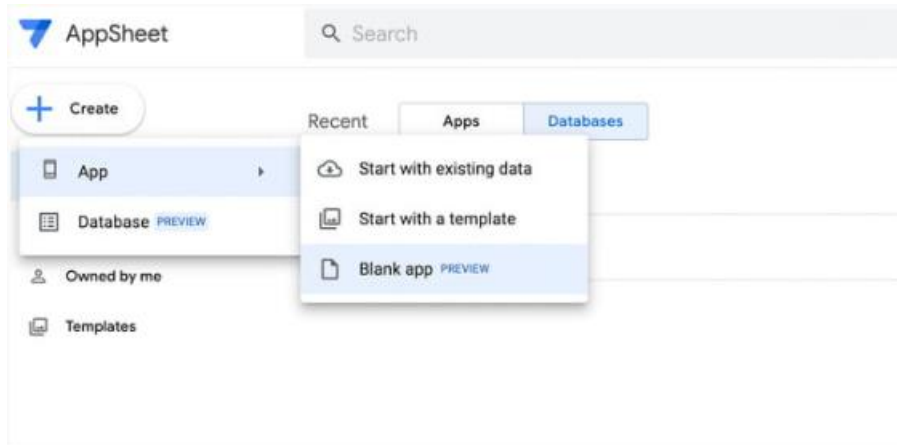 AppSheet
Search
Create
Recent
Apps
Databases
App
Start with existing data
Database PREVIEW
Start with a template
Blank app PREVIEW
Owned by me
Templates